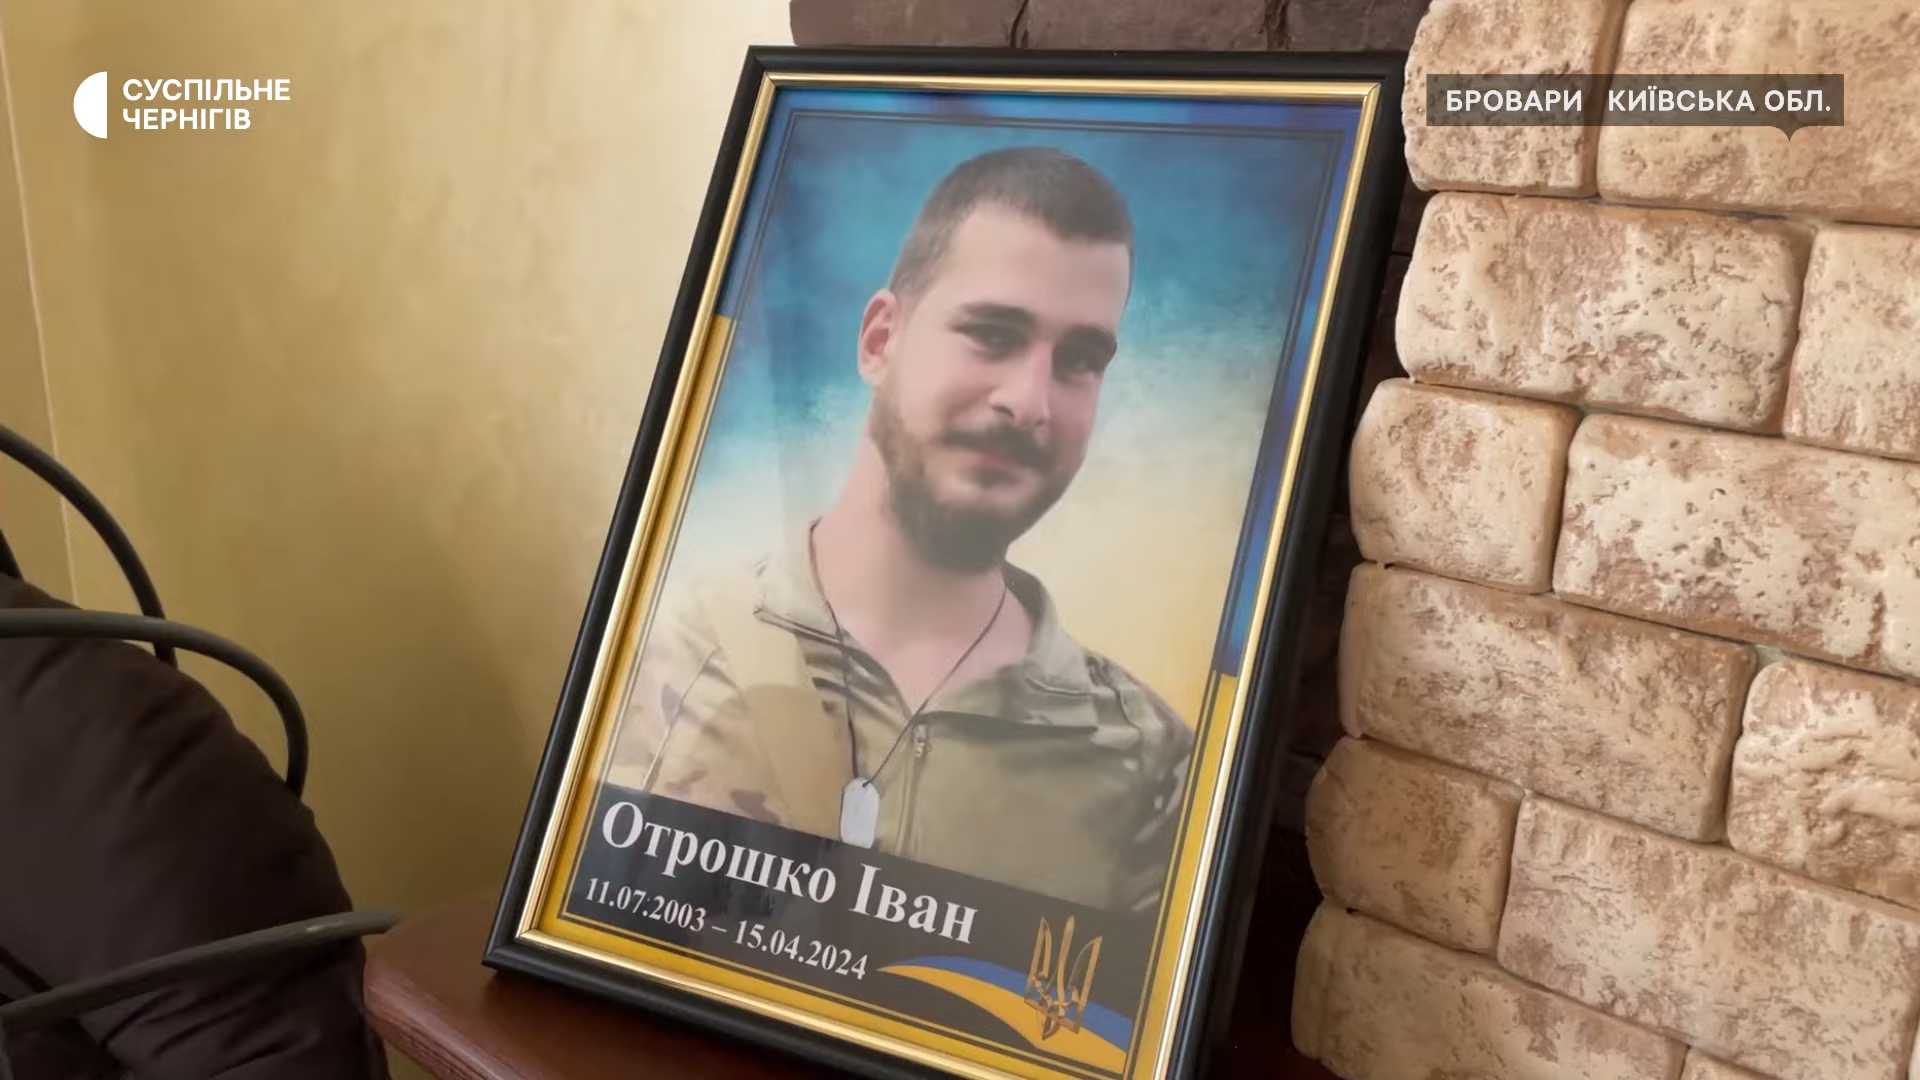 СУСПІЛЬНЕ
ЧЕРНІГІВ
БРОВАРИ КИЇВСЬКА ОБЛ.
Отрошко Іван
11.07.2003 – 15.04.2024